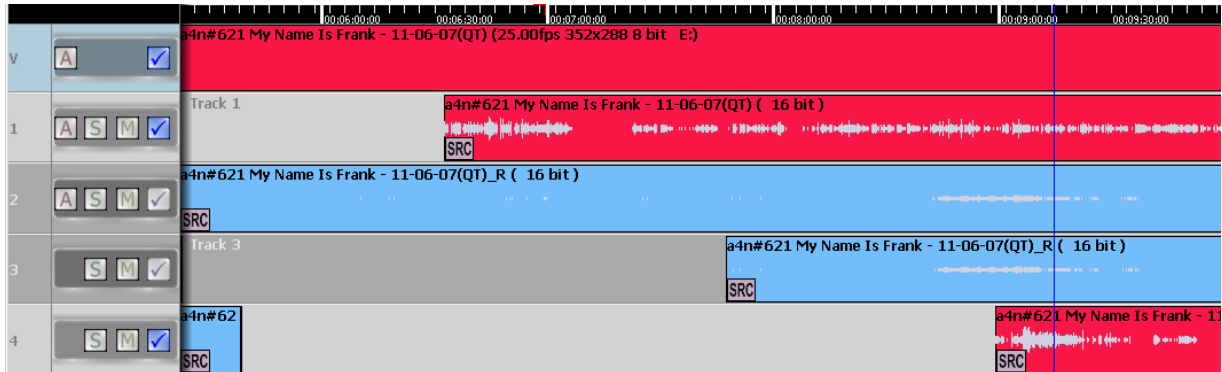 00:06:00:00 00:06:30:00 00:07:00:00 00:08:00:00 00:09:00:00 00:09:30:00
V A a4n#621 My Name Is Frank - 11-06-07(QT) (25.00fps 352x288 8 bit E:)
1 A S M Track 1 a4n#621 My Name Is Frank - 11-06-07(QT) ( 16 bit )
SRC
2 A S M a4n#621 My Name Is Frank - 11-06-07(QT)_R ( 16 bit )
SRC
3 S M Track 3 a4n#621 My Name Is Frank - 11-06-07(QT)_R ( 16 bit )
SRC
4 S M a4n#62 a4n#621 My Name Is Frank - 11
SRC SRC